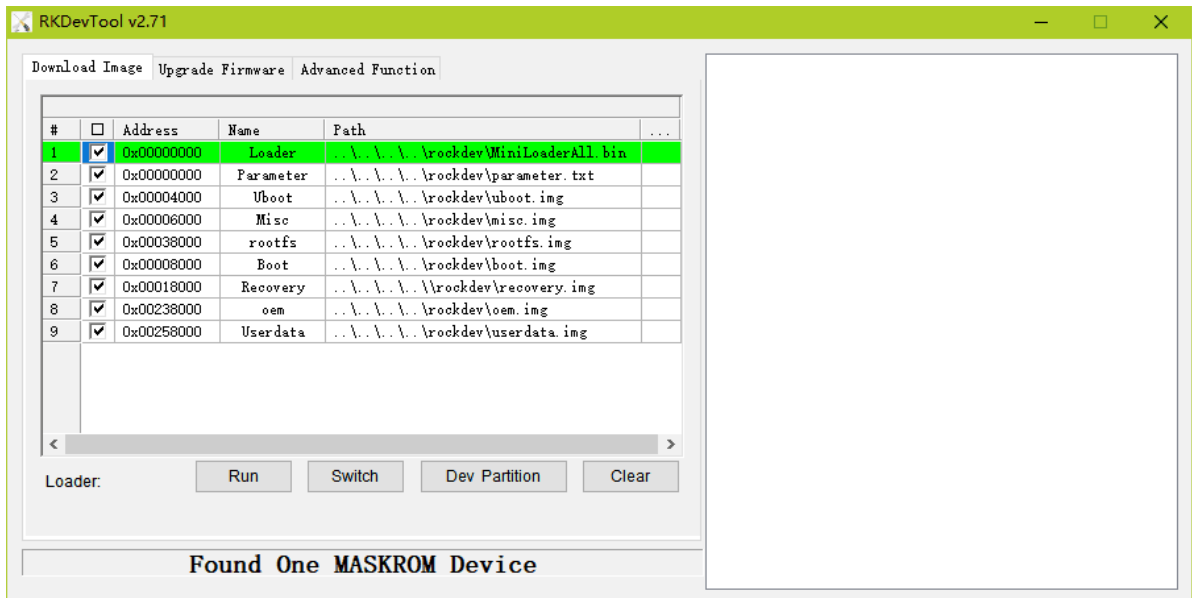 RKDevTool v2.71
Download Image Upgrade Firmware Advanced Function
# Address Name Path ...
1 0x00000000 Loader ..\..\..\..\rockdev\MiniLoaderAll.bin
2 0x00000000 Parameter ..\..\..\..\rockdev\parameter.txt
3 0x00004000 Uboot ..\..\..\..\rockdev\uboot.img
4 0x00006000 Misc ..\..\..\..\rockdev\misc.img
5 0x00038000 rootfs ..\..\..\..\rockdev\rootfs.img
6 0x00008000 Boot ..\..\..\..\rockdev\boot.img
7 0x00018000 Recovery ..\..\..\..\\rockdev\recovery.img
8 0x00238000 oem ..\..\..\..\rockdev\oem.img
9 0x00258000 Userdata ..\..\..\..\rockdev\userdata.img
Loader: Run Switch Dev Partition Clear
Found One MASKROM Device